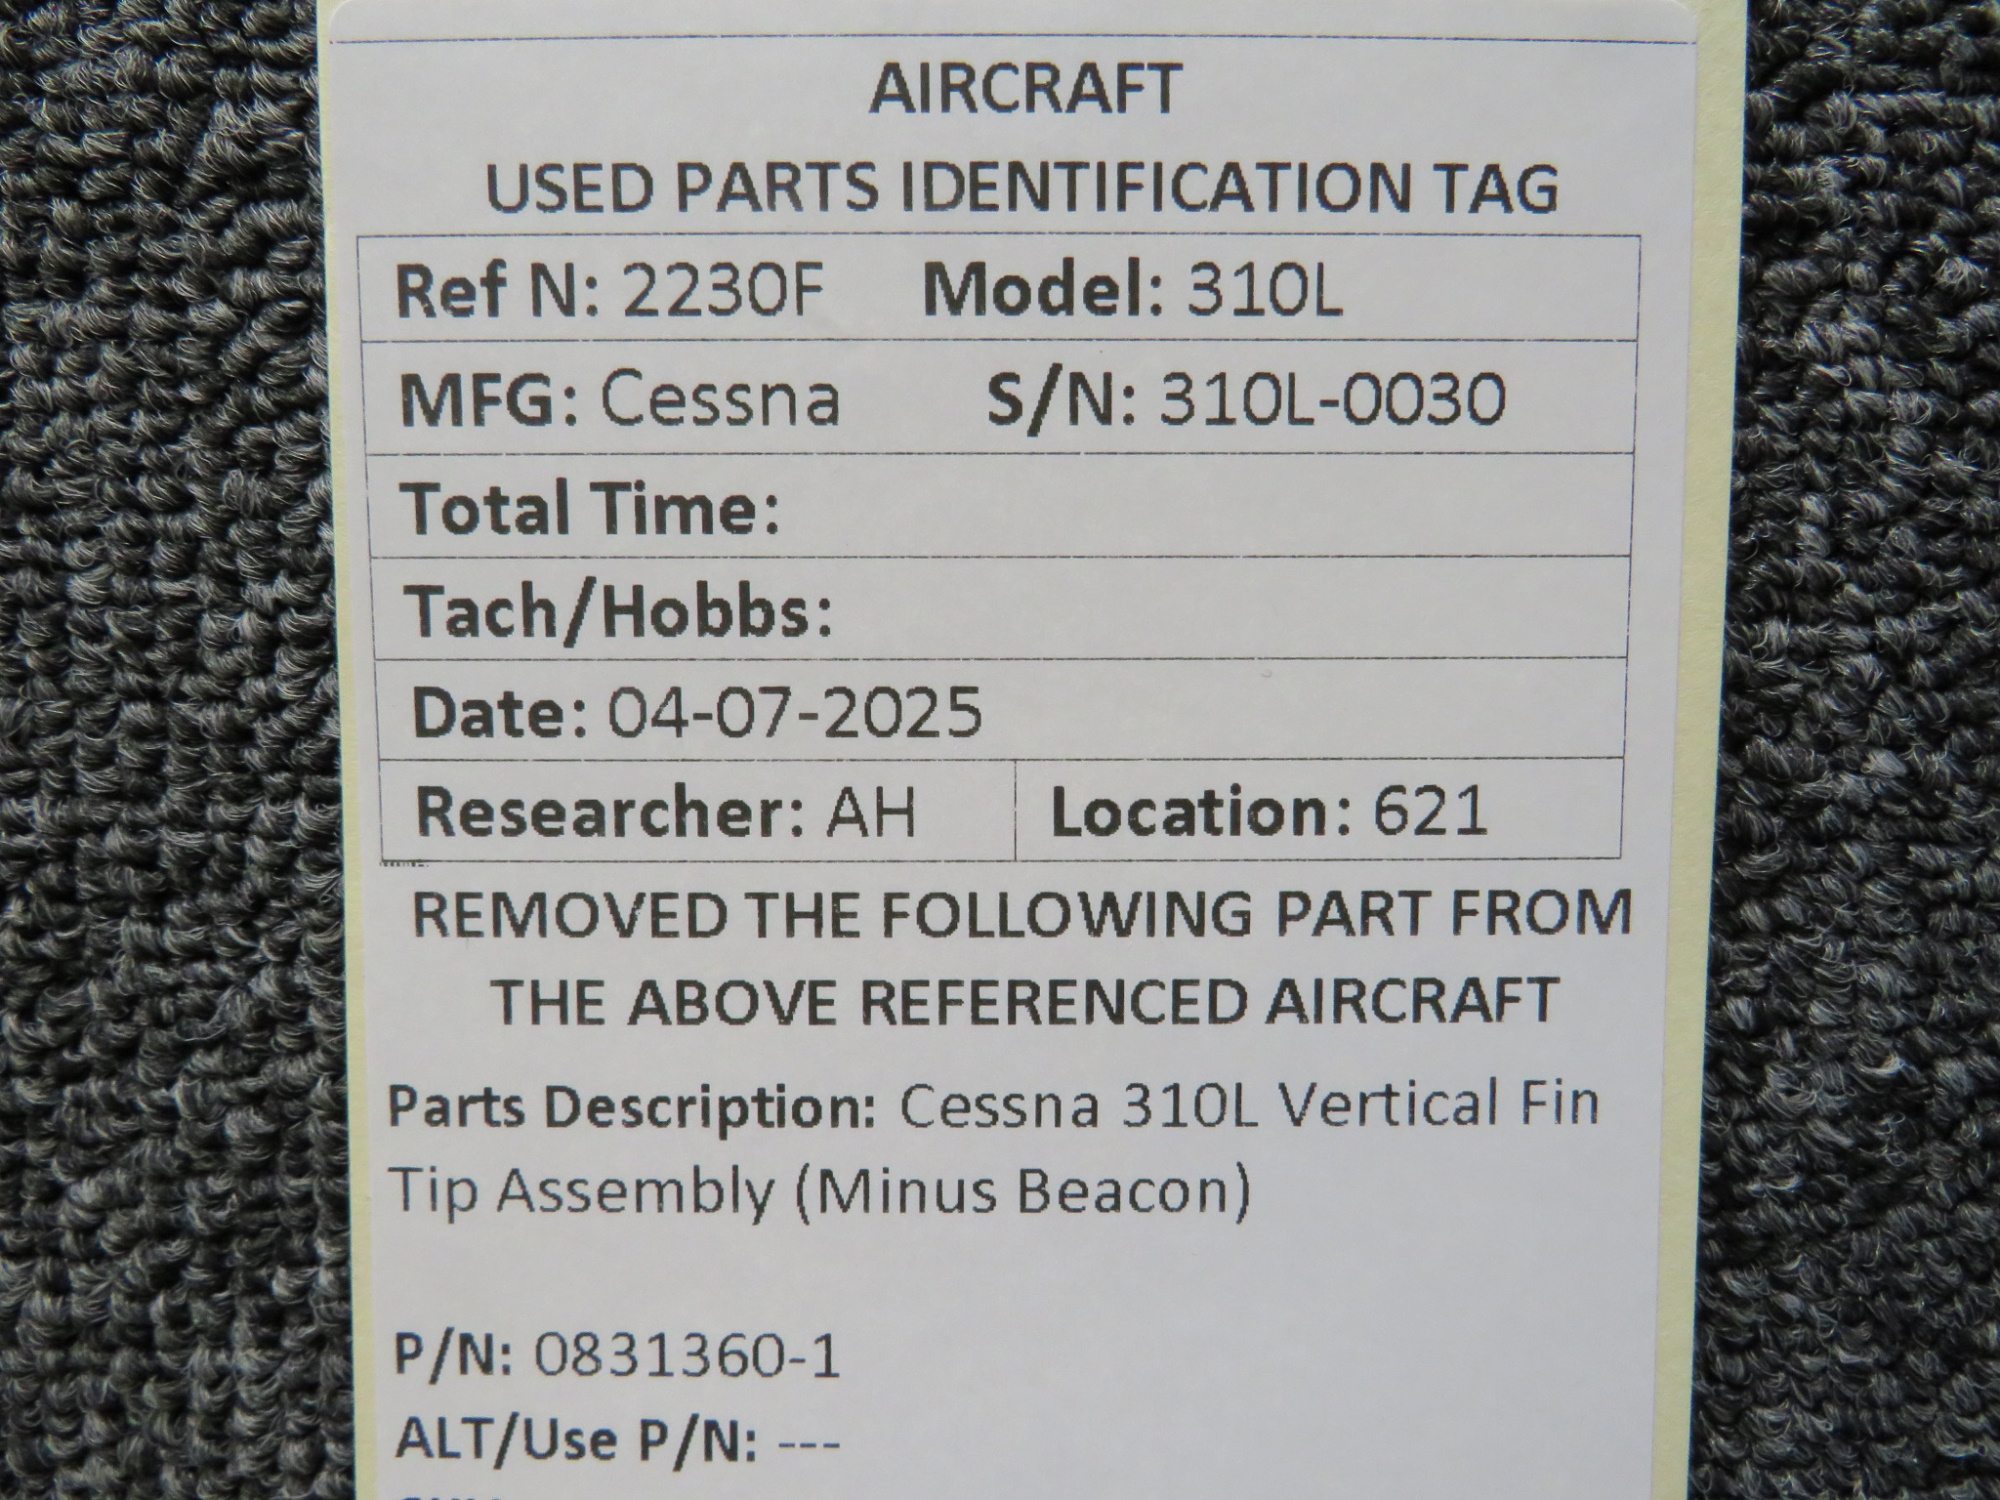 AIRCRAFT
USED PARTS IDENTIFICATION TAG
Ref N: 2230F Model: 310L
MFG: Cessna S/N: 310L-0030
Total Time:
Tach/Hobbs:
Date: 04-07-2025
Researcher: AH Location: 621
REMOVED THE FOLLOWING PART FROM
THE ABOVE REFERENCED AIRCRAFT
Parts Description: Cessna 310L Vertical Fin
Tip Assembly (Minus Beacon)
P/N: 0831360-1
ALT/Use P/N: ---